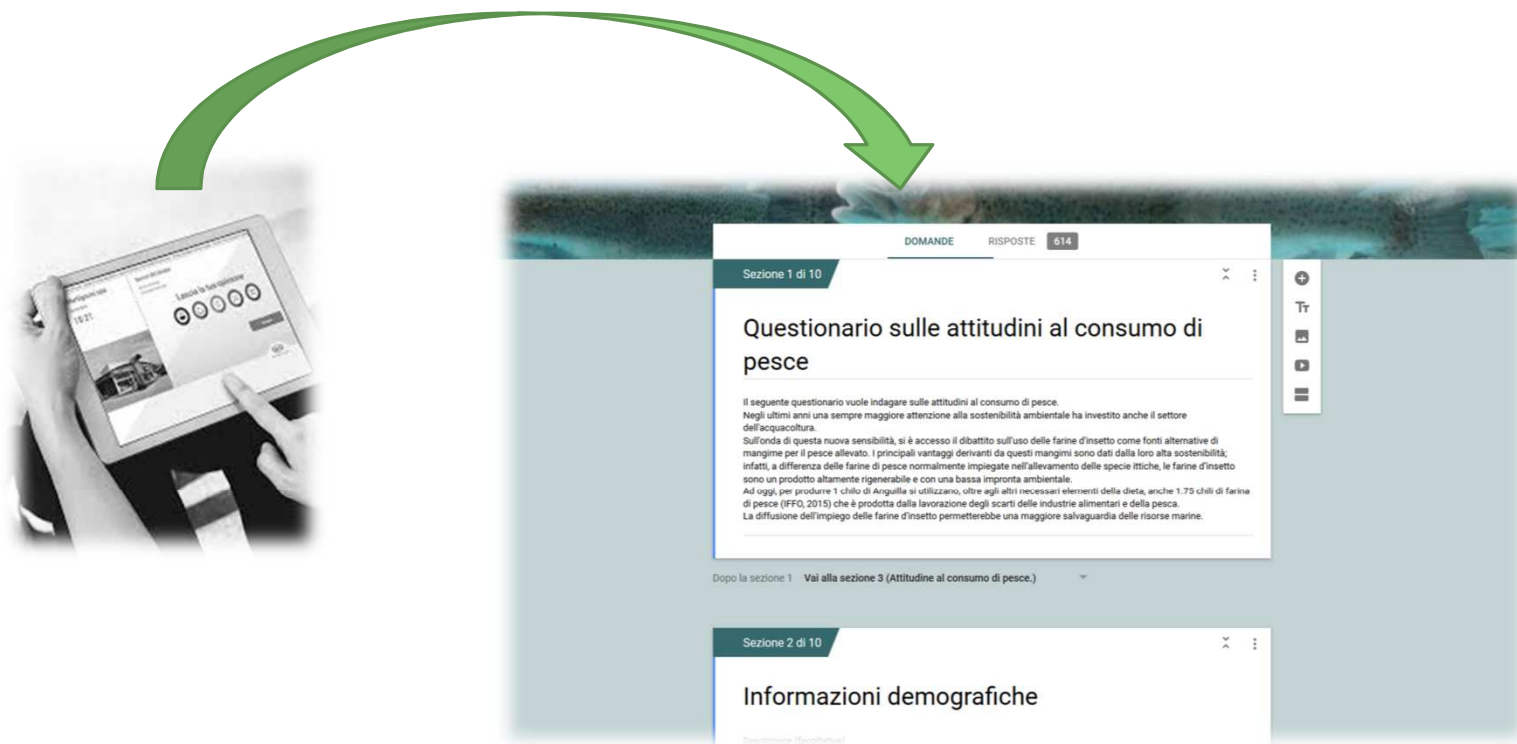 16:21
Lascia la tua opinione
DOMANDE RISPOSTE 614
Sezione 1 di 10
Questionario sulle attitudini al consumo di
pesce
Il seguente questionario vuole indagare sulle attitudini al consumo di pesce.
Negli ultimi anni una sempre maggiore attenzione alla sostenibilità ambientale ha investito anche il settore
dell'acquacoltura.
Sull'onda di questa nuova sensibilità, si è accesso il dibattito sull'uso delle farine d'insetto come fonti alternative di
mangime per il pesce allevato. I principali vantaggi derivanti da questi mangimi sono dati dalla loro alta sostenibilità;
infatti, a differenza delle farine di pesce normalmente impiegate nell'allevamento delle specie ittiche, le farine d'insetto
sono un prodotto altamente rigenerabile e con una bassa impronta ambientale.
Ad oggi, per produrre 1 chilo di Anguilla si utilizzano, oltre agli altri necessari elementi della dieta, anche 1.75 chili di farina
di pesce (IFFO, 2015) che è prodotta dalla lavorazione degli scarti delle industrie alimentari e della pesca.
La diffusione dell'impiego delle farine d'insetto permetterebbe una maggiore salvaguardia delle risorse marine.
Tт
Dopo la sezione 1 Vai alla sezione 3 (Attitudine al consumo di pesce.)
Sezione 2 di 10
Informazioni demografiche
Descrizione (facoltativa)